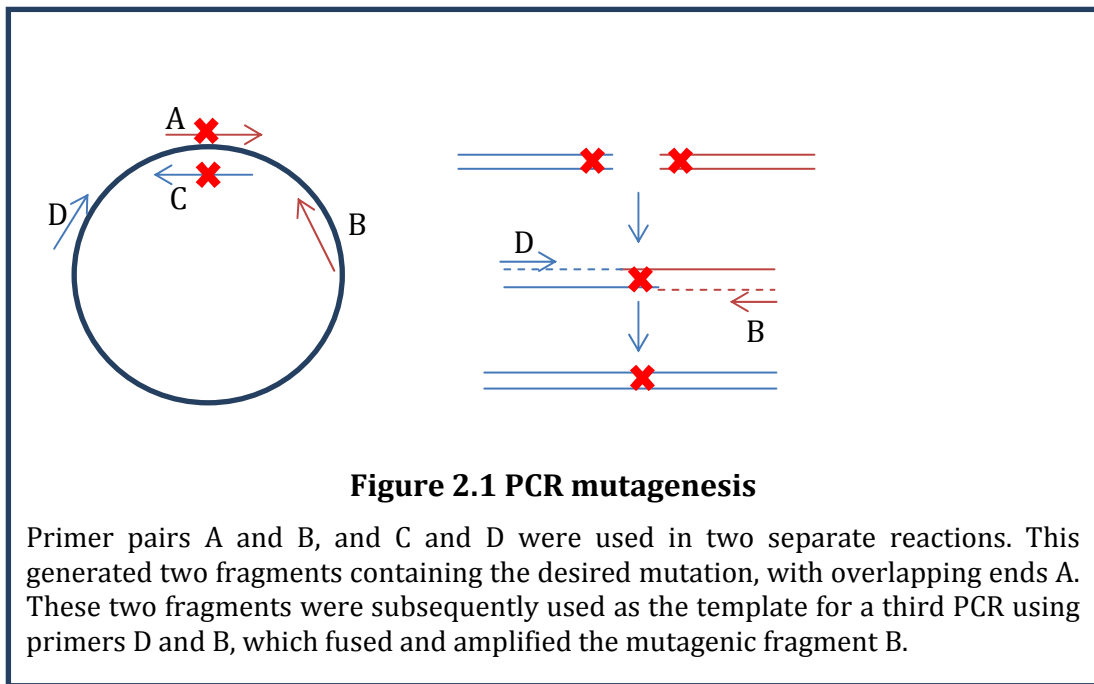 A
C
D
B
D
B
Figure 2.1 PCR mutagenesis
Primer pairs A and B, and C and D were used in two separate reactions. This
generated two fragments containing the desired mutation, with overlapping ends A.
These two fragments were subsequently used as the template for a third PCR using
primers D and B, which fused and amplified the mutagenic fragment B.